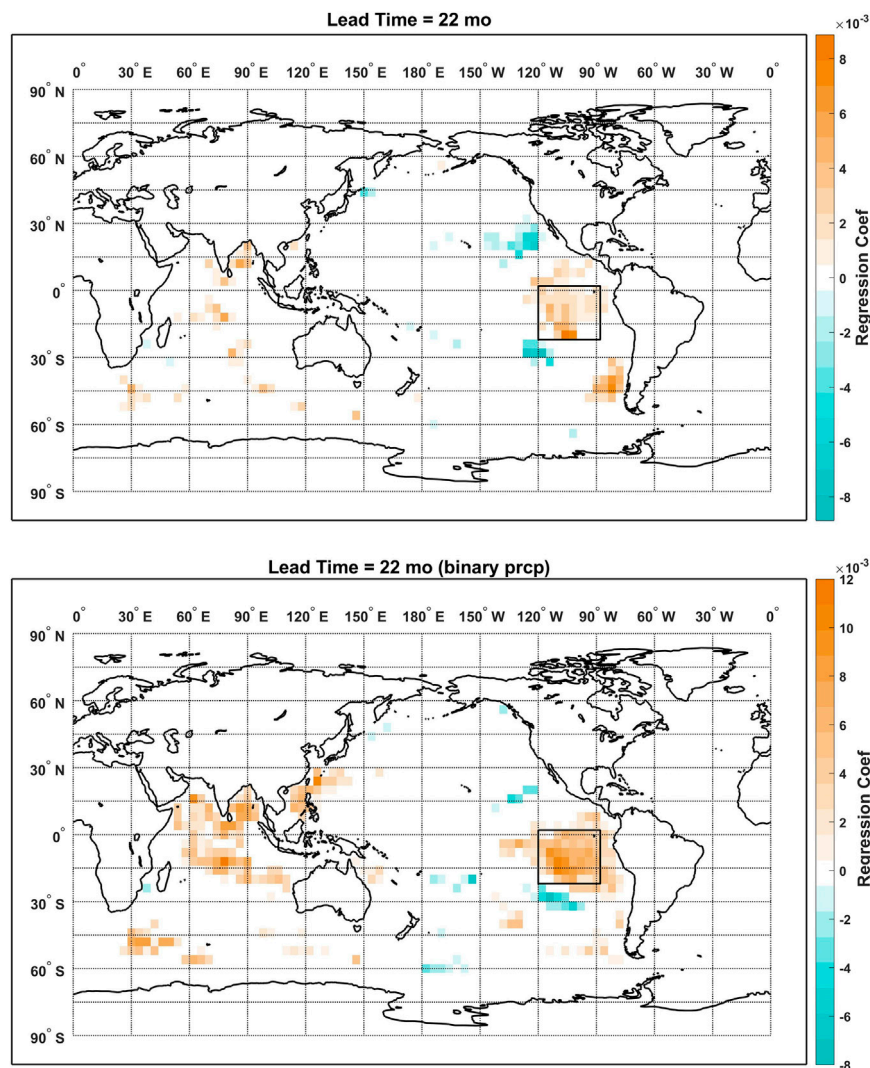 Lead Time = 22 mo
×10⁻³
0° 30° E 60° E 90° E 120° E 150° E 180° E 150° W 120° W 90° W 60° W 30° W 0°
90° N
60° N
30° N
0°
30° S
60° S
90° S
8
6
4
2
0
-2
-4
-6
-8
Regression Coef
Lead Time = 22 mo (binary prcp)
×10⁻³
0° 30° E 60° E 90° E 120° E 150° E 180° E 150° W 120° W 90° W 60° W 30° W 0°
90° N
60° N
30° N
0°
30° S
60° S
90° S
12
10
8
6
4
2
0
-2
-4
-6
-8
Regression Coef